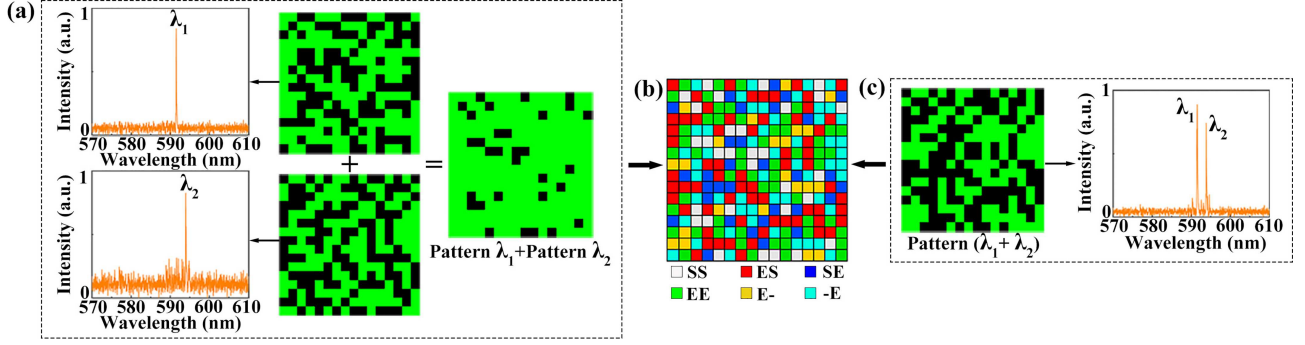 (a)
1
λ1
Intensity (a.u.)
0
570 580 590 600 610
Wavelength (nm)
+
=
1
λ2
Intensity (a.u.)
0
570 580 590 600 610
Wavelength (nm)
Pattern λ1+Pattern λ2
(b)
SS ES SE
EE E- -E
(c)
Pattern (λ1+ λ2)
1
λ1
λ2
Intensity (a.u.)
0
570 580 590 600 610
Wavelength (nm)